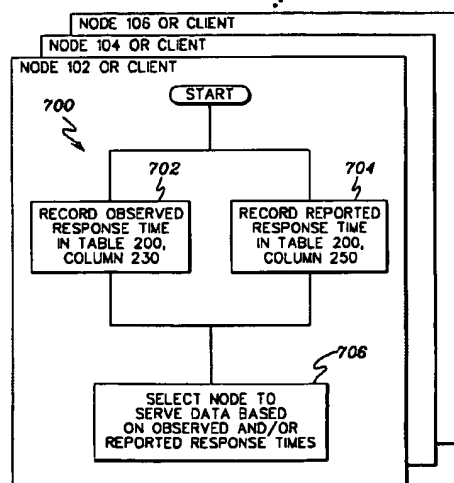 NODE 106 OR CLIENT
NODE 104 OR CLIENT
NODE 102 OR CLIENT
START
700
702
704
RECORD OBSERVED
RESPONSE TIME
IN TABLE 200,
COLUMN 230
RECORD REPORTED
RESPONSE TIME
IN TABLE 200,
COLUMN 250
706
SELECT NODE TO
SERVE DATA BASED
ON OBSERVED AND/OR
REPORTED RESPONSE TIMES